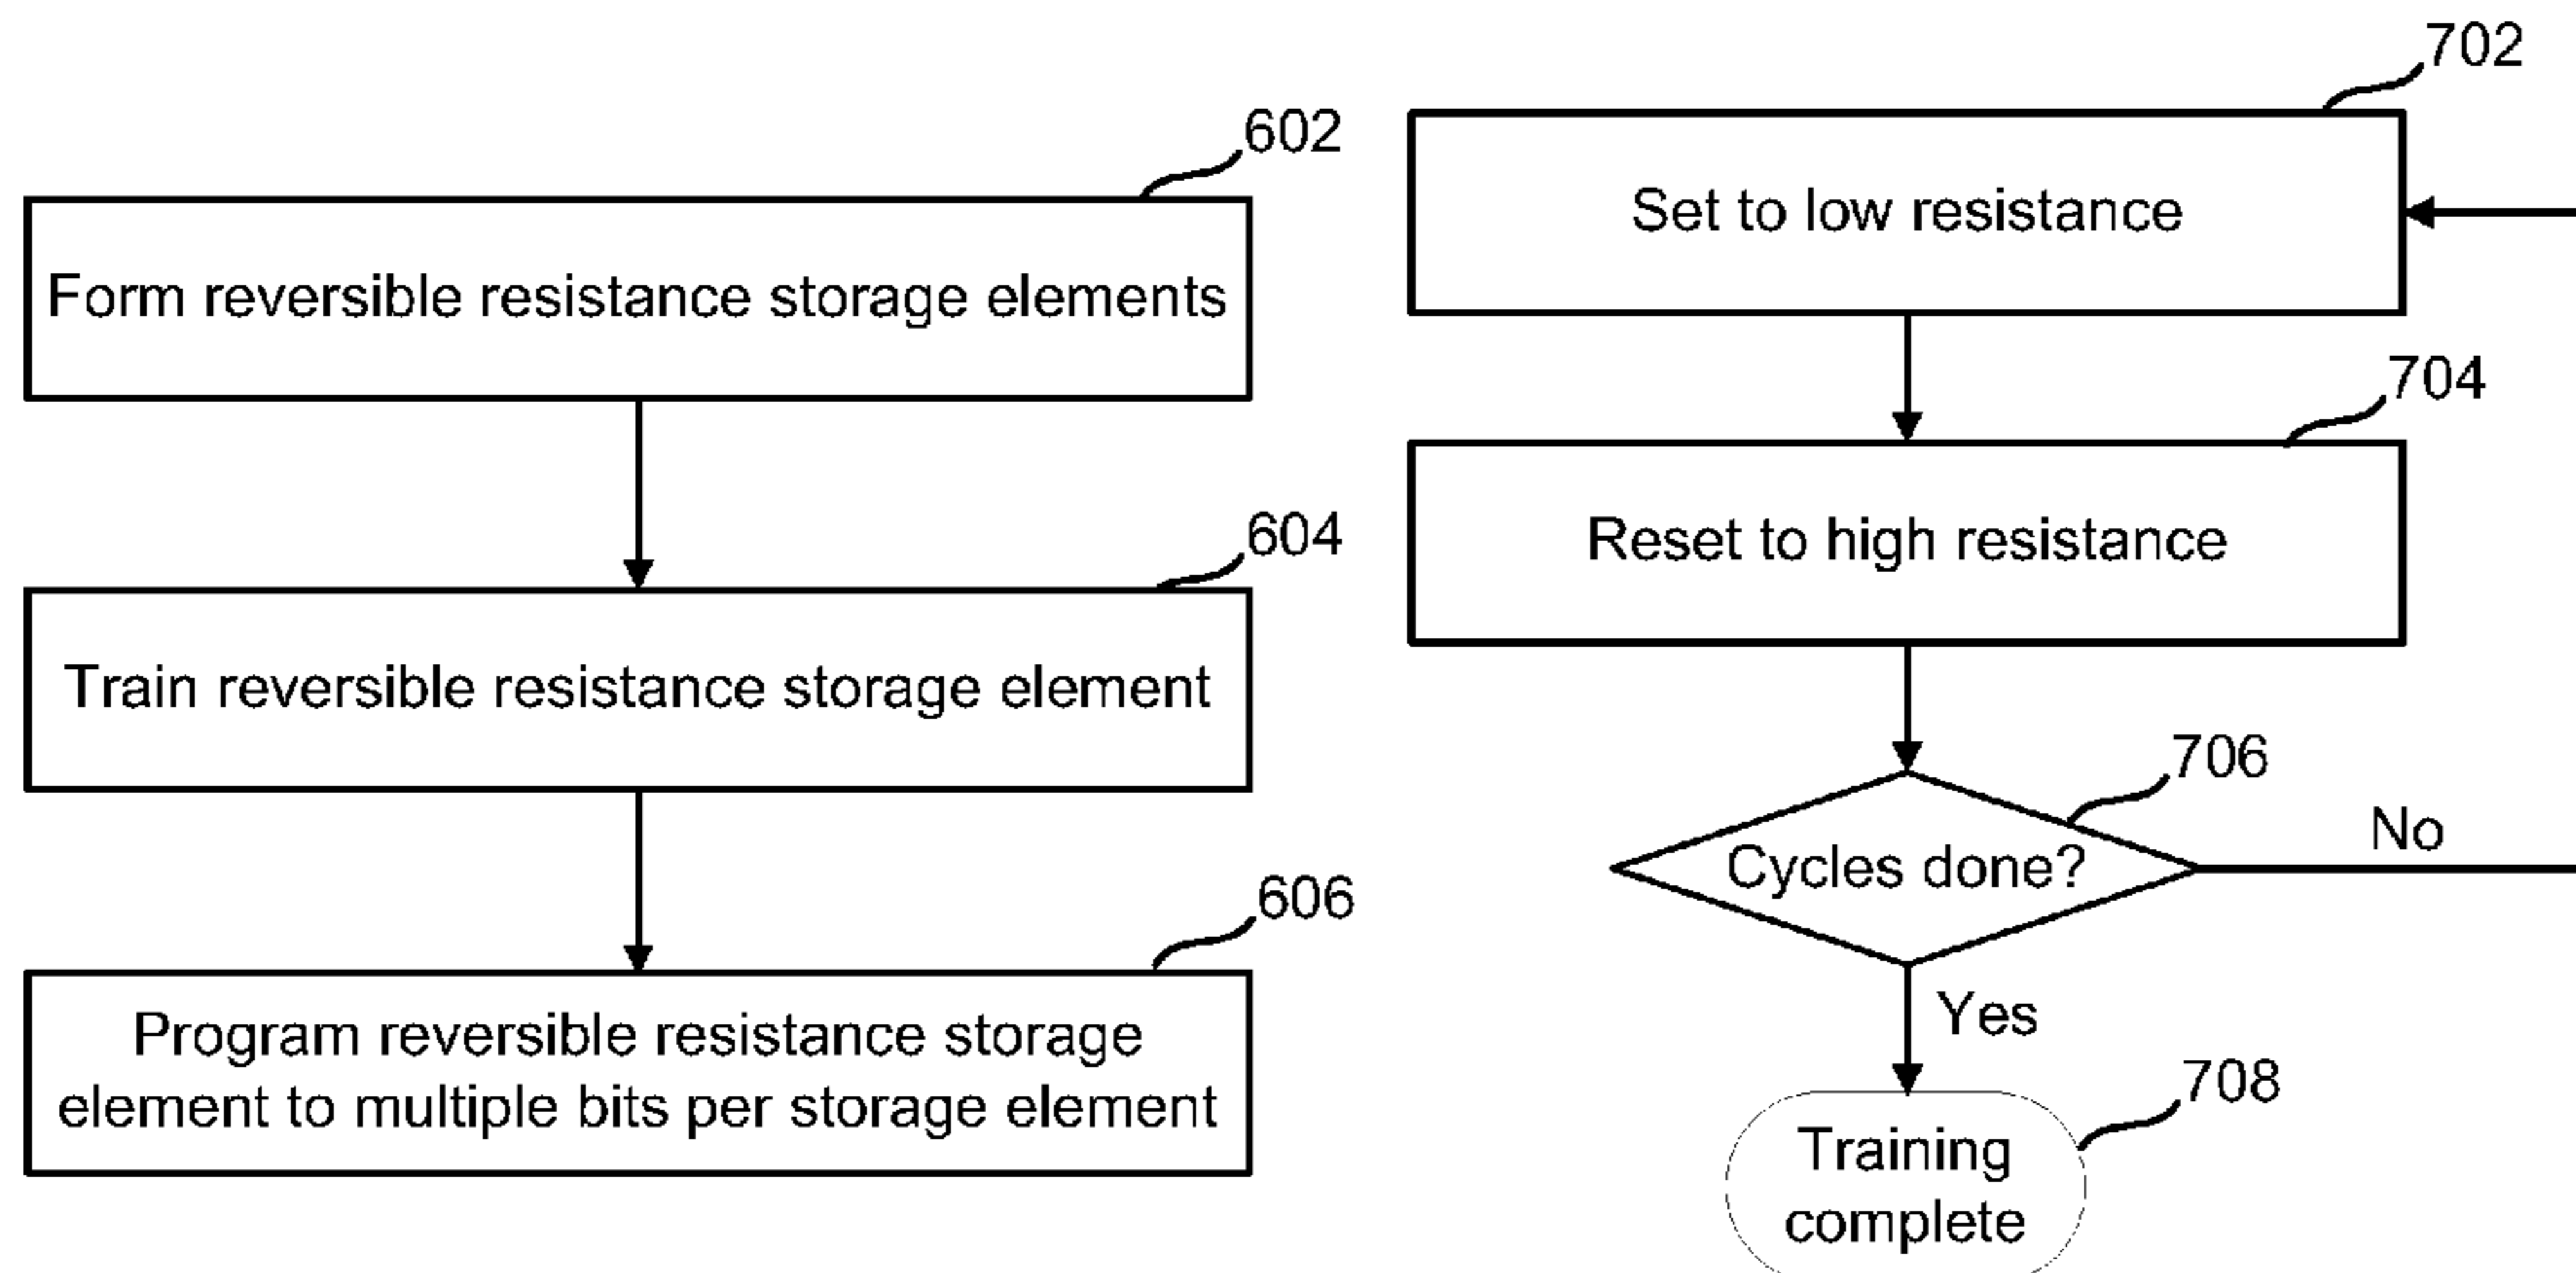 602
Form reversible resistance storage elements
604
Train reversible resistance storage element
606
Program reversible resistance storage
element to multiple bits per storage element
702
Set to low resistance
704
Reset to high resistance
706
Cycles done?
No
Yes
708
Training
complete